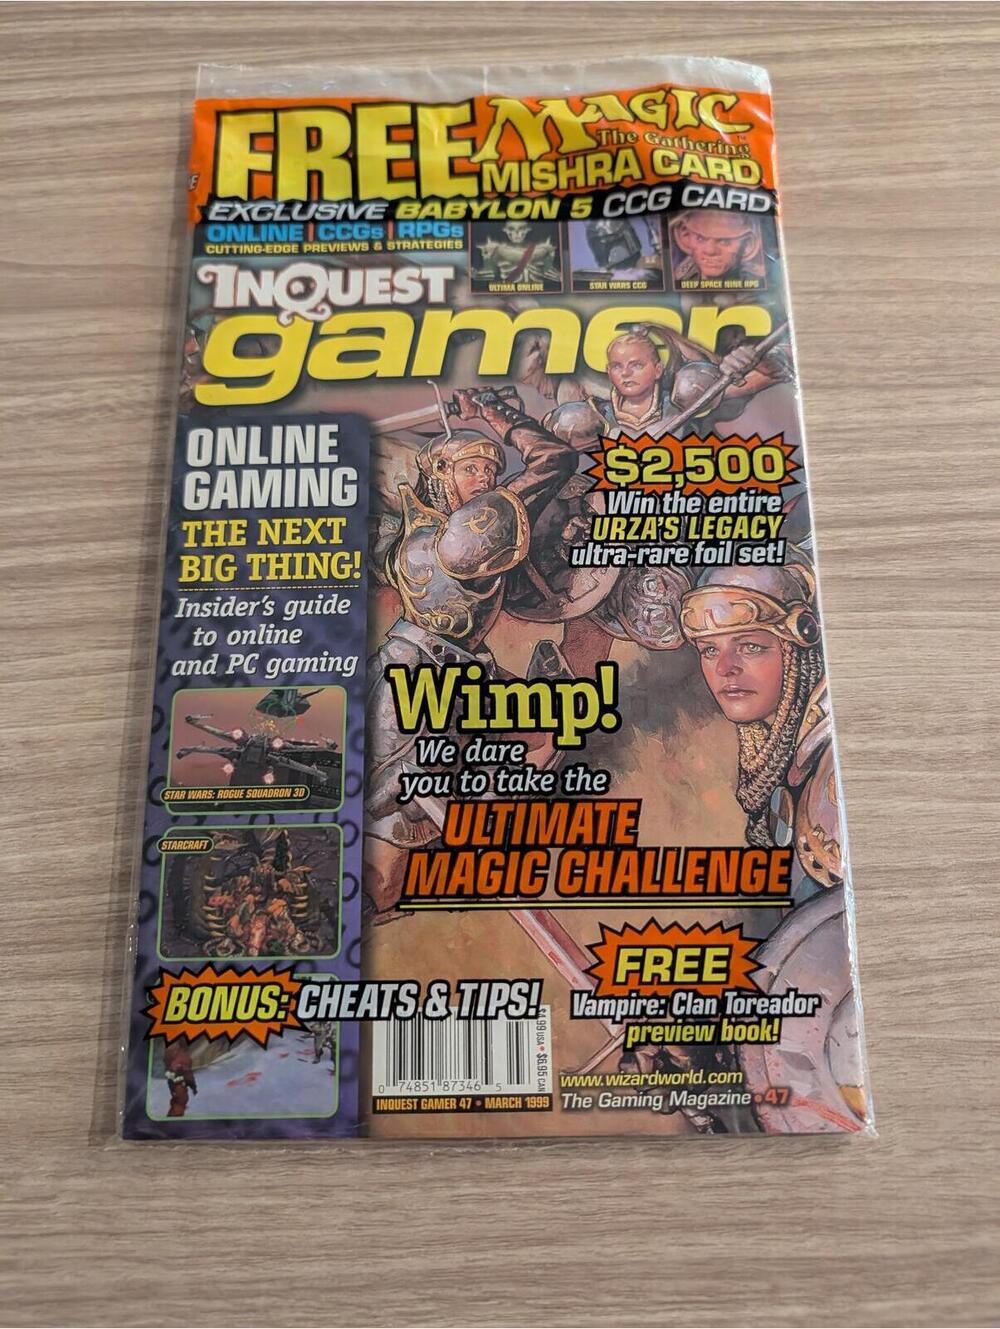 FREE MAGIC
The Gathering
MISHRA CARD
EXCLUSIVE BABYLON 5 CCG CARD
ONLINE | CCGs | RPGs
CUTTING-EDGE PREVIEWS & STRATEGIES
ULTIMA ONLINE
STAR WARS CCG
DEEP SPACE NINE RPG
INQUEST
gamer
ONLINE
GAMING
THE NEXT
BIG THING!
Insider's guide
to online
and PC gaming
STAR WARS: ROGUE SQUADRON 3D
STARCRAFT
BONUS: CHEATS & TIPS!
$2,500
Win the entire
URZA'S LEGACY
ultra-rare foil set!
Wimp!
We dare
you to take the
ULTIMATE
MAGIC CHALLENGE
FREE
Vampire: Clan Toreador
preview book!
$4.99 USA • $6.95 CAN
0 74851 87346 5
INQUEST GAMER 47 • MARCH 1999
www.wizardworld.com
The Gaming Magazine • 47